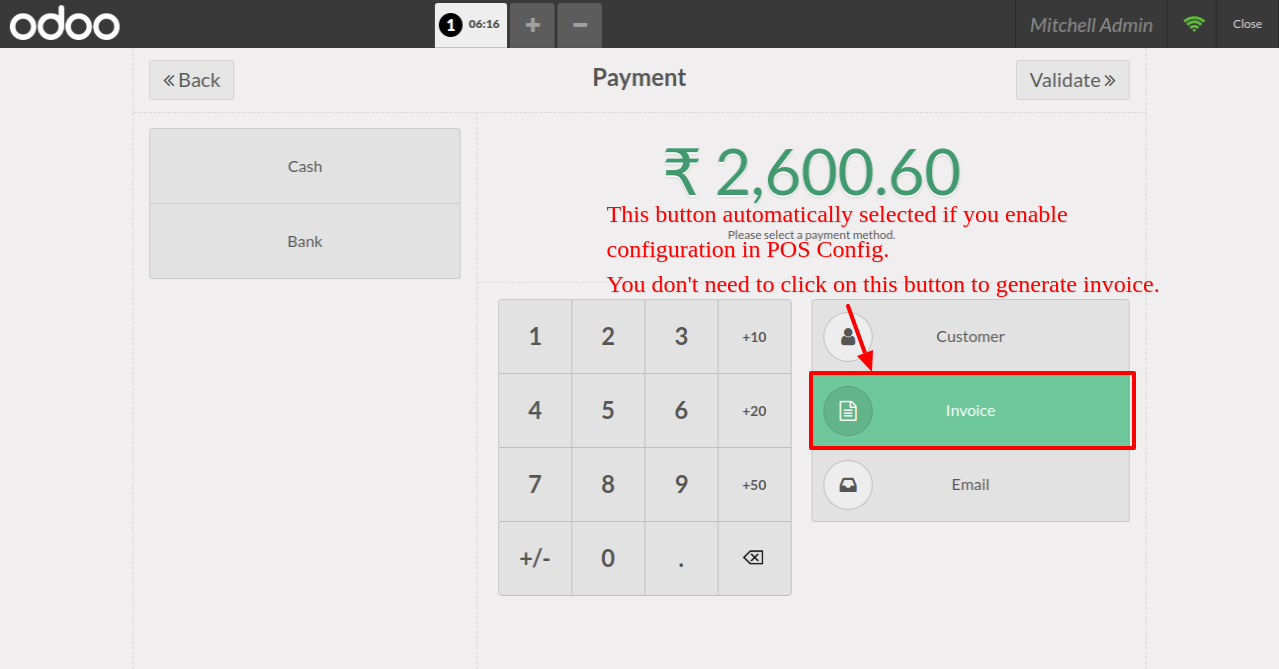 odoo
1 06:16 + −
Mitchell Admin
Close
« Back
Payment
Validate »
Cash
Bank
₹ 2,600.60
This button automatically selected if you enable
Please select a payment method.
configuration in POS Config.
You don't need to click on this button to generate invoice.
1 2 3 +10
4 5 6 +20
7 8 9 +50
+/- 0 .
Customer
Invoice
Email